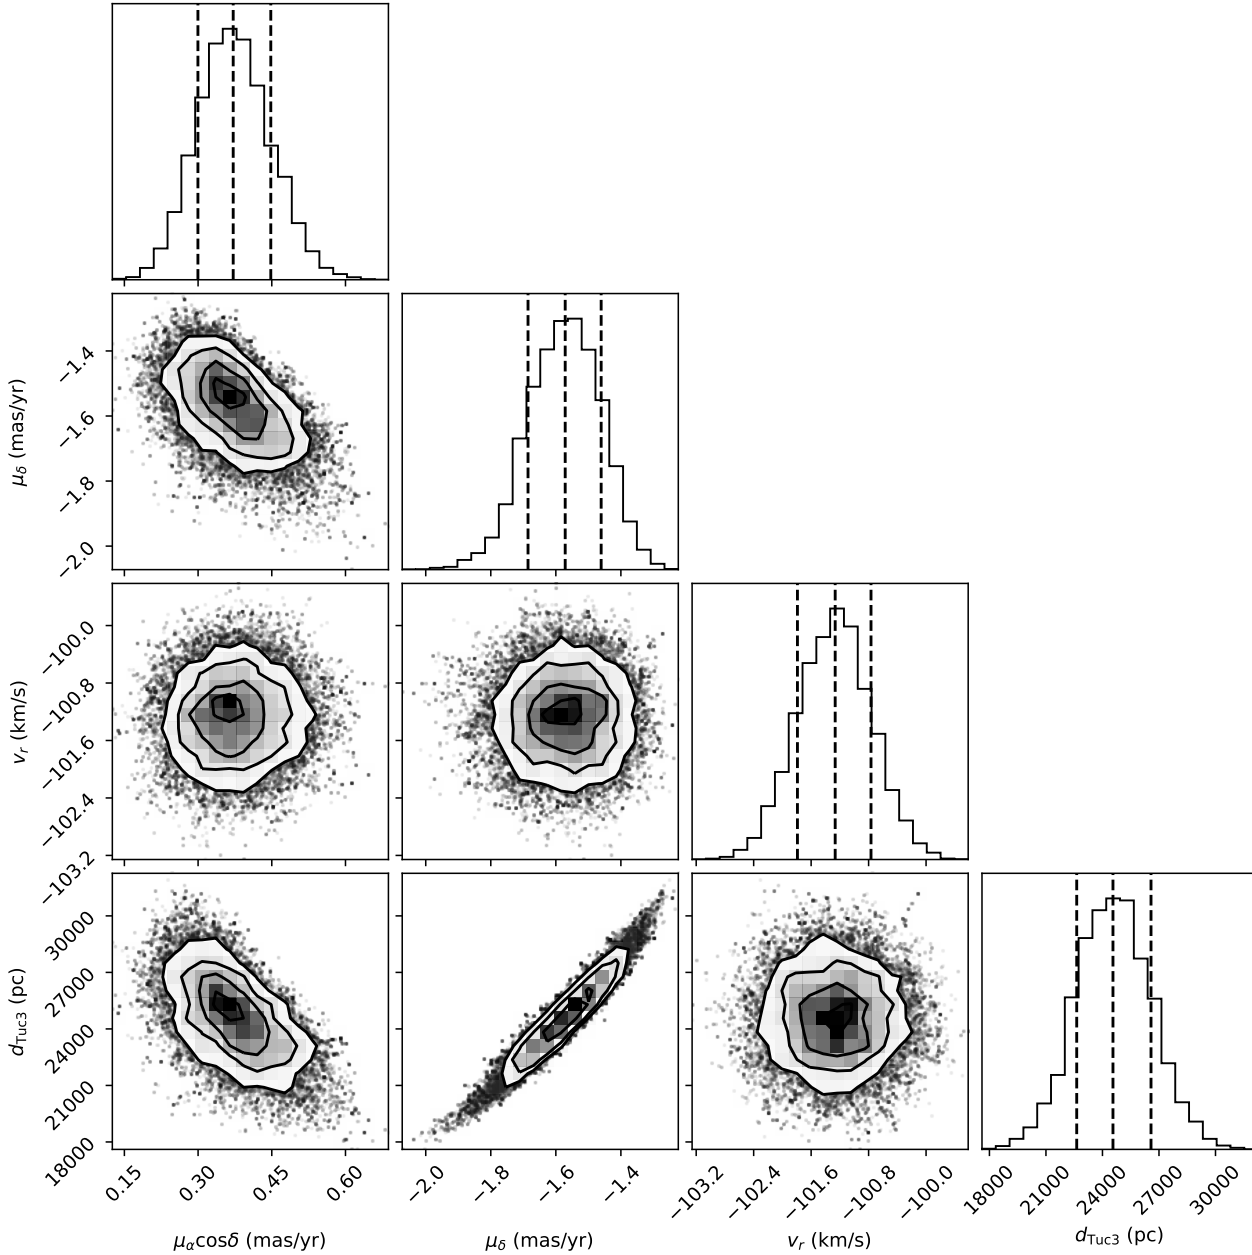 μδ (mas/yr)
−1.4
−1.6
−1.8
−2.0
vr (km/s)
−100.0
−100.8
−101.6
−102.4
−103.2
dTuc3 (pc)
30000
27000
24000
21000
18000
0.15 0.30 0.45 0.60
−2.0 −1.8 −1.6 −1.4
−103.2 −102.4 −101.6 −100.8 −100.0
18000 21000 24000 27000 30000
μαcosδ (mas/yr)
μδ (mas/yr)
vr (km/s)
dTuc3 (pc)